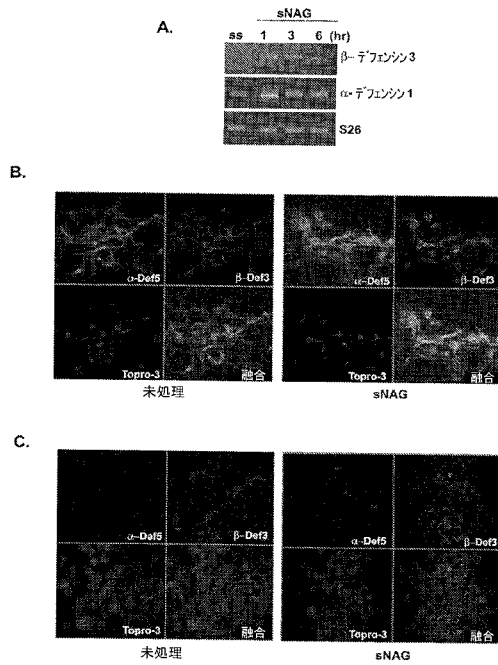 A.
sNAG
ss 1 3 6 (hr)
β-デフェンシン3
α-デフェンシン1
S26
B.
α-Def5 β-Def3 α-Def5 β-Def3
Topro-3 融合 Topro-3 融合
未処理 sNAG
C.
α-Def5 β-Def3 α-Def5 β-Def3
Topro-3 融合 Topro-3 融合
未処理 sNAG